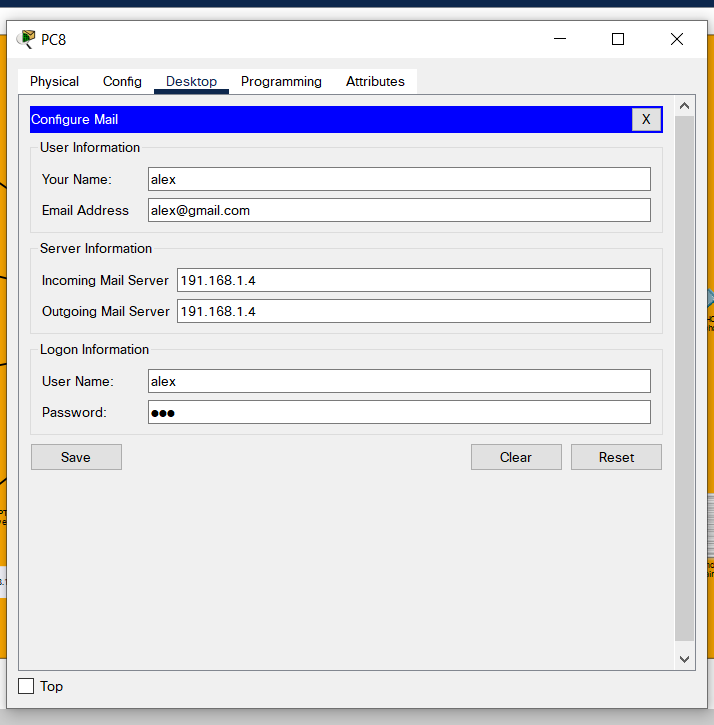 PC8
Physical Config Desktop Programming Attributes
Configure Mail X
User Information
Your Name: alex
Email Address alex@gmail.com
Server Information
Incoming Mail Server 191.168.1.4
Outgoing Mail Server 191.168.1.4
Logon Information
User Name: alex
Password: ●●●
Save Clear Reset
Top